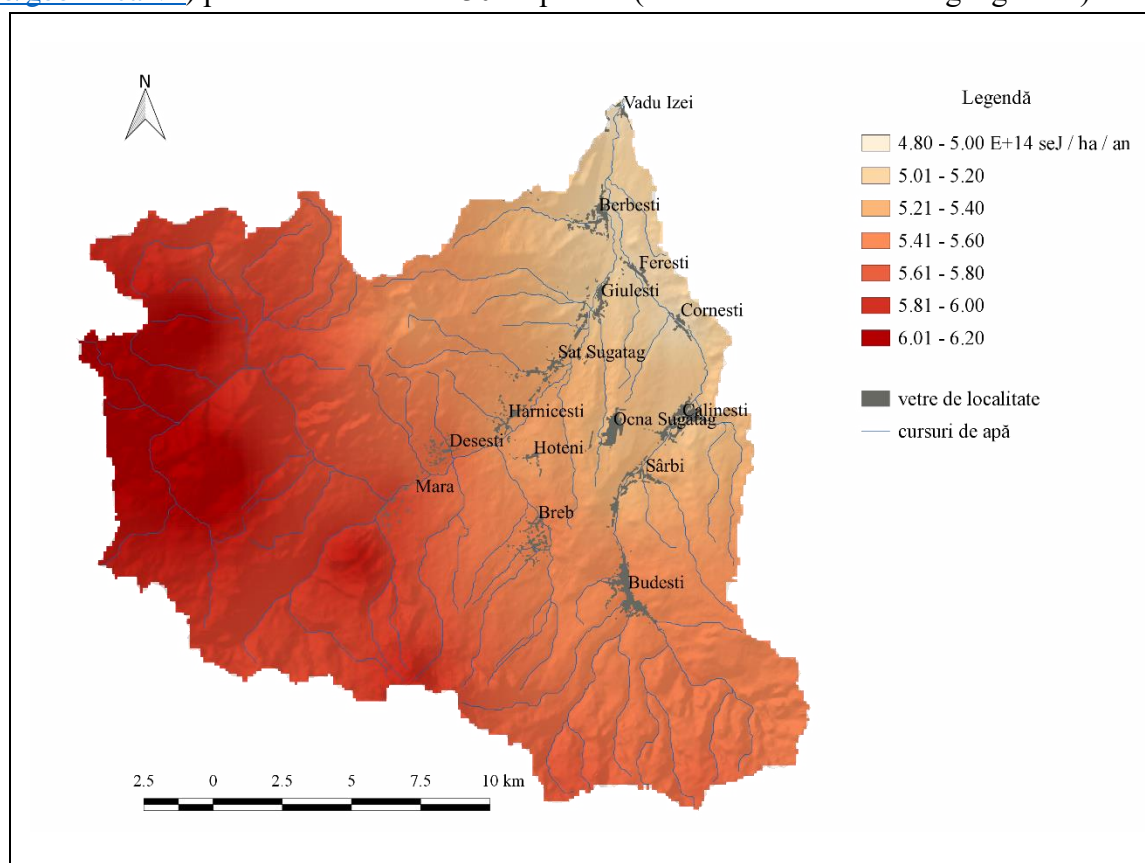 N
Vadu Izei
Legendă
4.80 - 5.00 E+14 seJ / ha / an
5.01 - 5.20
5.21 - 5.40
5.41 - 5.60
5.61 - 5.80
5.81 - 6.00
6.01 - 6.20
vetre de localitate
cursuri de apă
Berbesti
Feresti
Giulesti
Cornesti
Sat Sugatag
Harnicesti
Calinesti
Ocna Sugatag
Desesti
Hoteni
Sârbi
Mara
Breb
Budesti
2.5 0 2.5 5 7.5 10 km